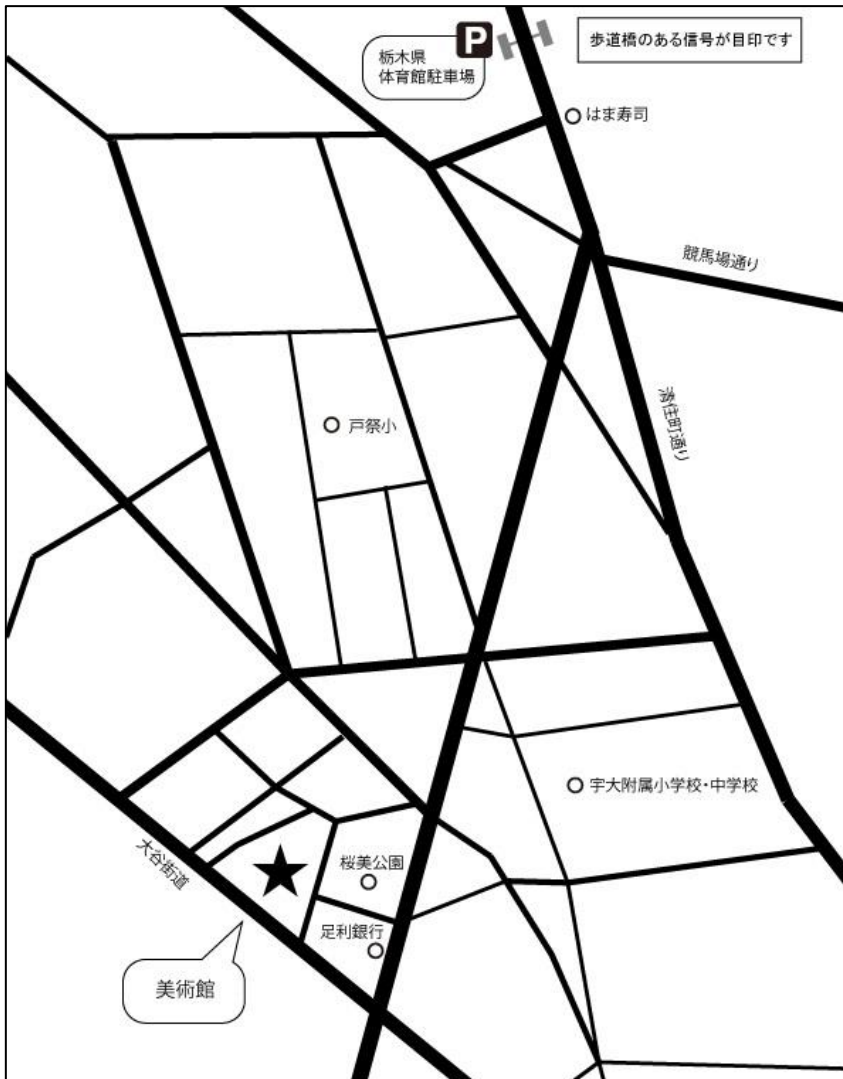 P
歩道橋のある信号が目印です
栃木県
体育館駐車場
はま寿司
競馬場通り
清住町通り
戸祭小
宇大附属小学校・中学校
大谷街道
桜美公園
足利銀行
美術館